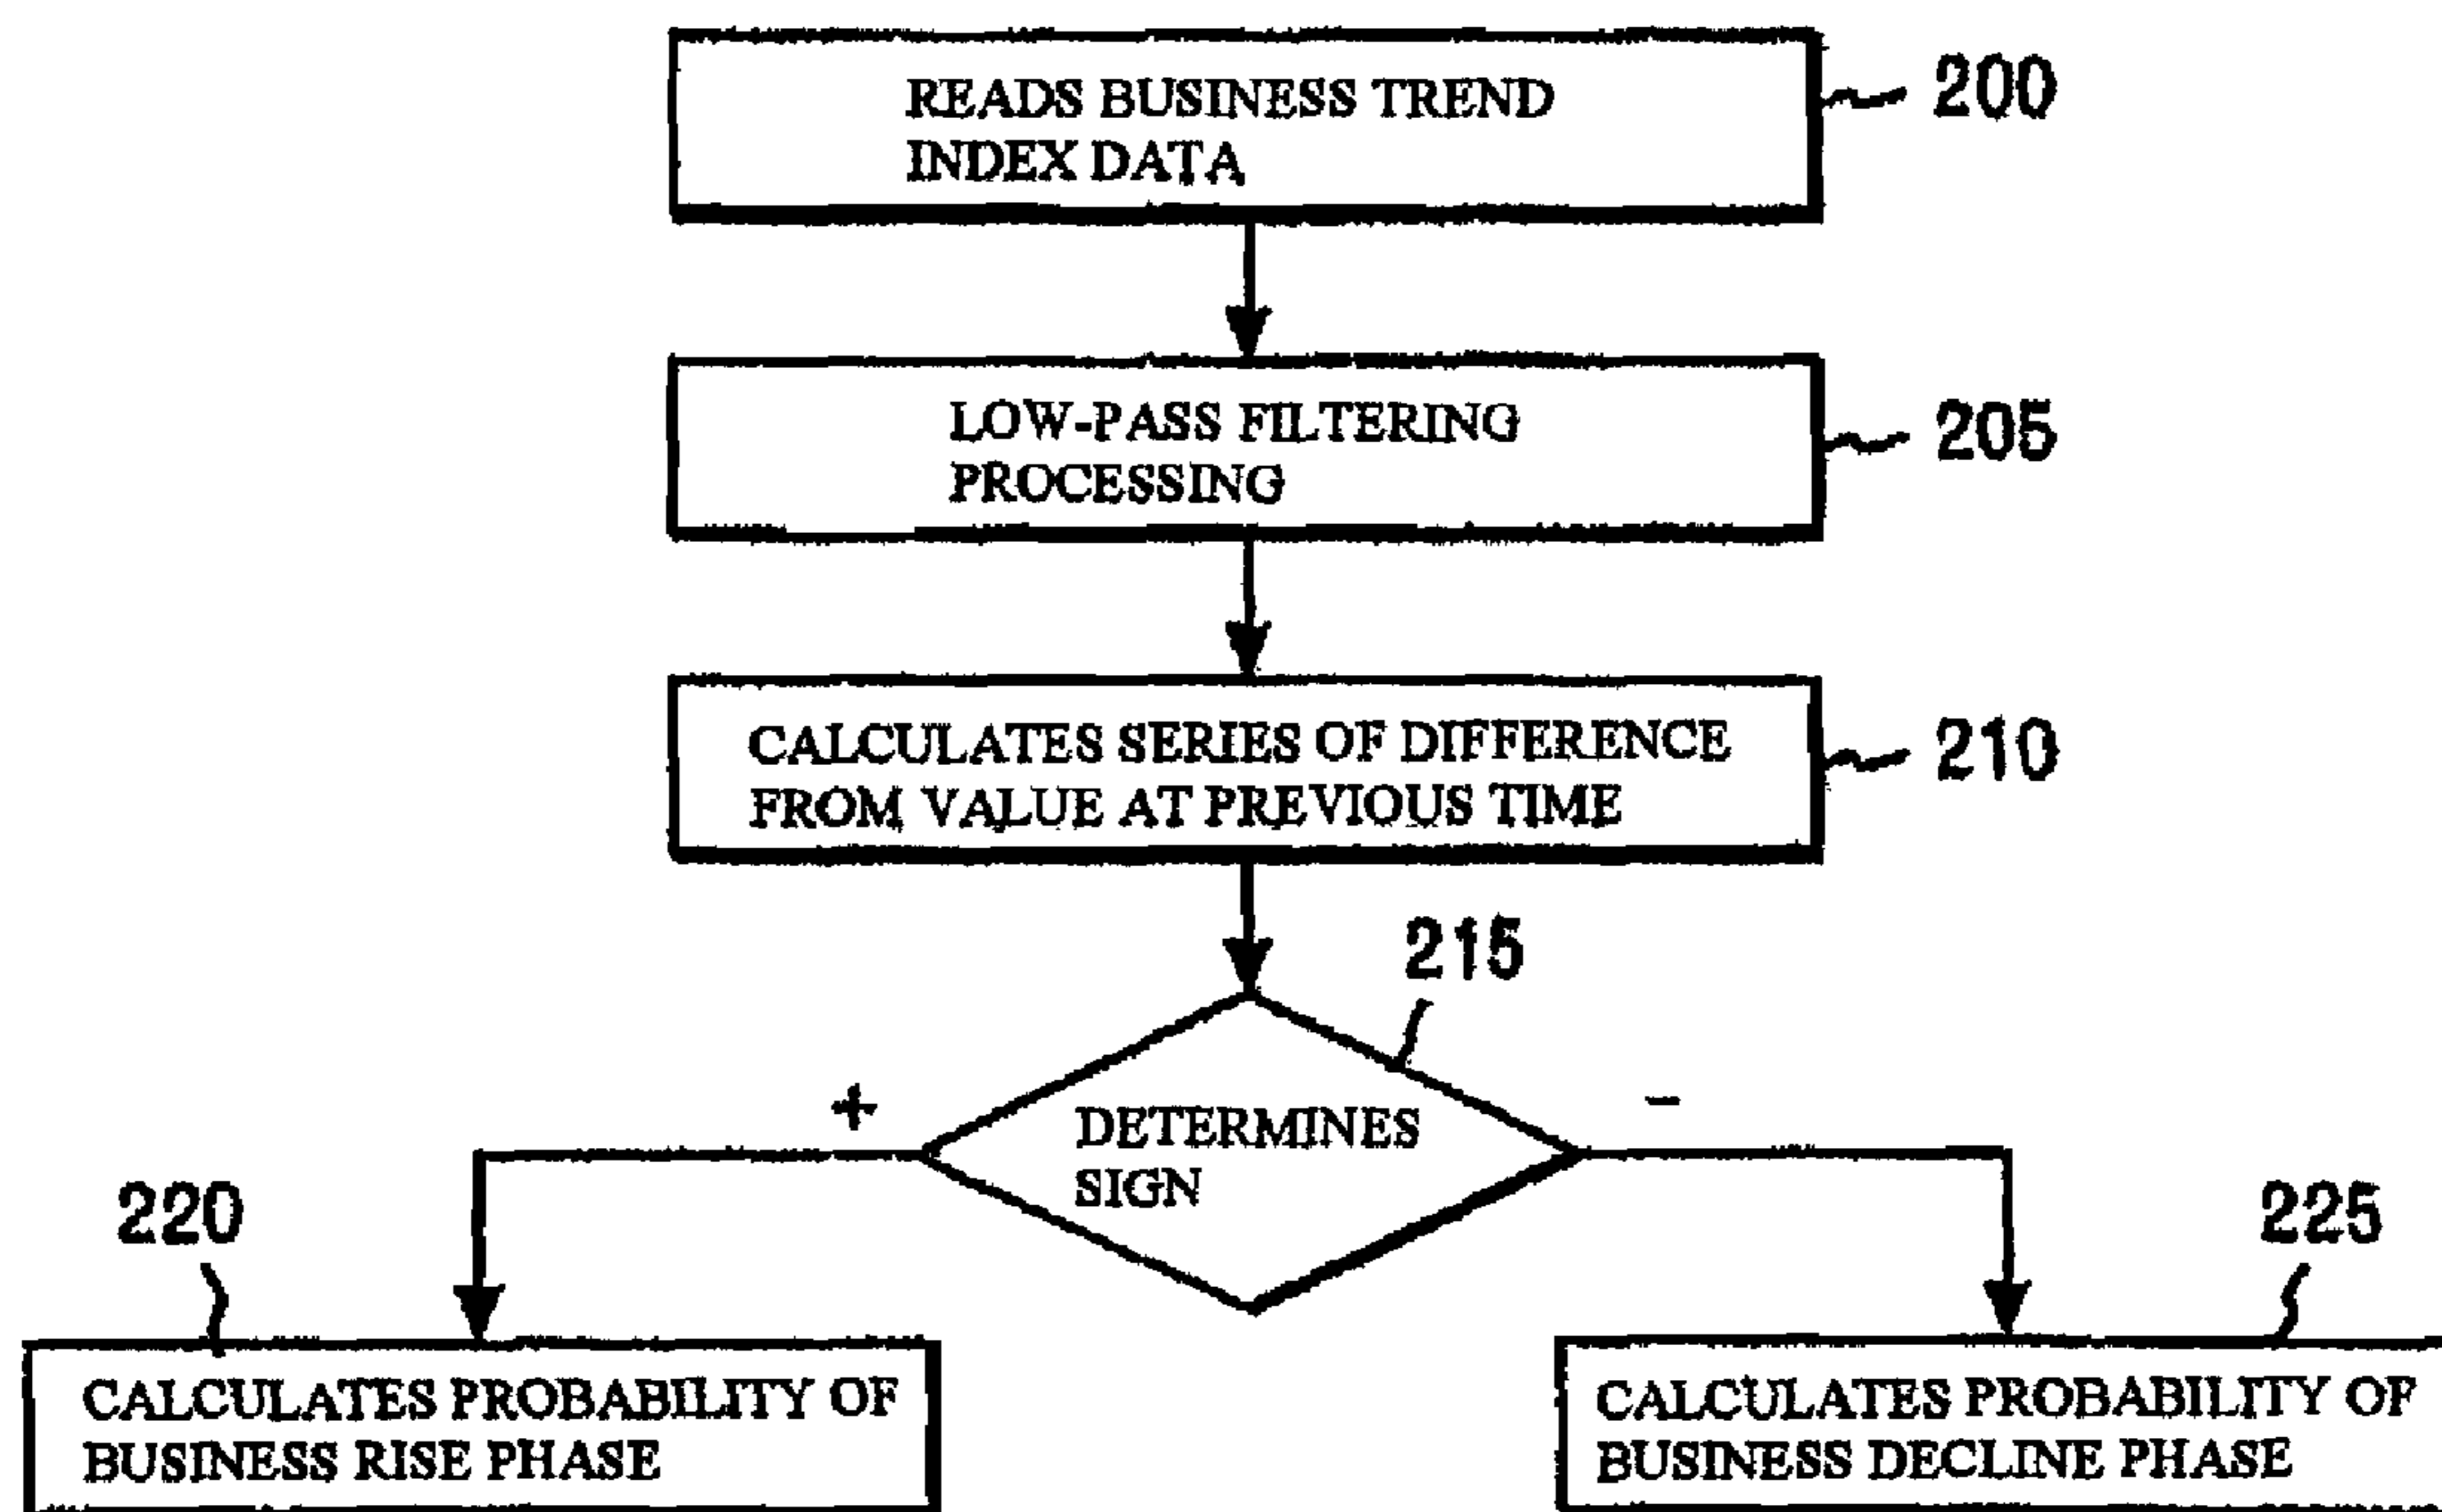 READS BUSINESS TREND
INDEX DATA
200
LOW-PASS FILTERING
PROCESSING
205
CALCULATES SERIES OF DIFFERENCE
FROM VALUE AT PREVIOUS TIME
210
215
DETERMINES
SIGN
+
-
220
CALCULATES PROBABILITY OF
BUSINESS RISE PHASE
225
CALCULATES PROBABILITY OF
BUSINESS DECLINE PHASE